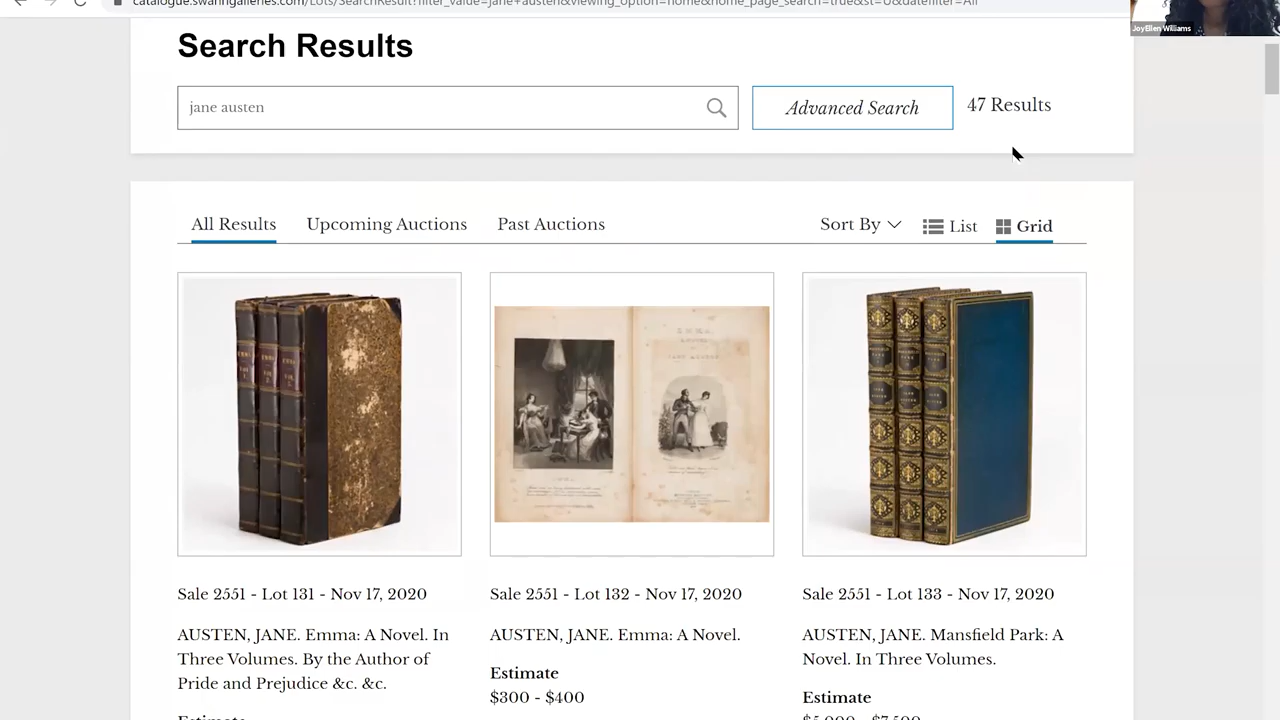 JoyEllen Williams
Search Results
jane austen
Advanced Search
47 Results
All Results
Upcoming Auctions
Past Auctions
Sort By
List
Grid
EMMA
Sale 2551 - Lot 131 - Nov 17, 2020
AUSTEN, JANE. Emma: A Novel. In
Three Volumes. By the Author of
Pride and Prejudice &c. &c.
Sale 2551 - Lot 132 - Nov 17, 2020
AUSTEN, JANE. Emma: A Novel.
Estimate
$300 - $400
Sale 2551 - Lot 133 - Nov 17, 2020
AUSTEN, JANE. Mansfield Park: A
Novel. In Three Volumes.
Estimate